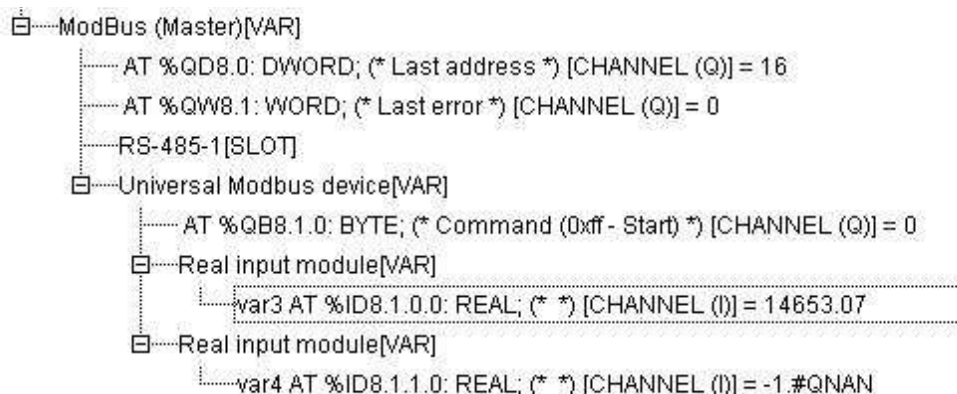 ModBus (Master)[VAR]
AT %QD8.0: DWORD; (* Last address *) [CHANNEL (Q)] = 16
AT %QW8.1: WORD; (* Last error *) [CHANNEL (Q)] = 0
RS-485-1[SLOT]
Universal Modbus device[VAR]
AT %QB8.1.0: BYTE; (* Command (0xff - Start) *) [CHANNEL (Q)] = 0
Real input module[VAR]
var3 AT %ID8.1.0.0: REAL; (* *) [CHANNEL (I)] = 14653.07
Real input module[VAR]
var4 AT %ID8.1.1.0: REAL; (* *) [CHANNEL (I)] = -1.#QNAN